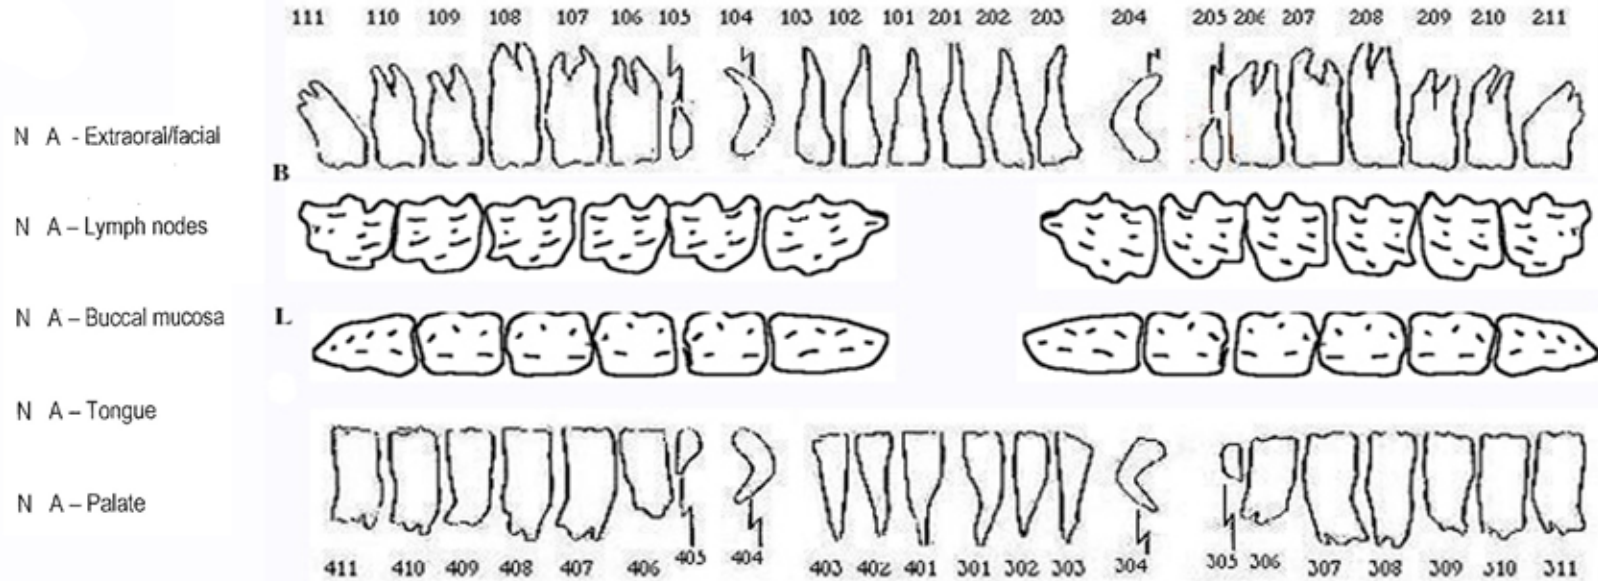 111 110 109 108 107 106 105 104 103 102 101 201 202 203 204 205 206 207 208 209 210 211
N A - Extraoral/facial
B
N A – Lymph nodes
N A – Buccal mucosa
L
N A – Tongue
N A – Palate
411 410 409 408 407 406 405 404 403 402 401 301 302 303 304 305 306 307 308 309 310 311